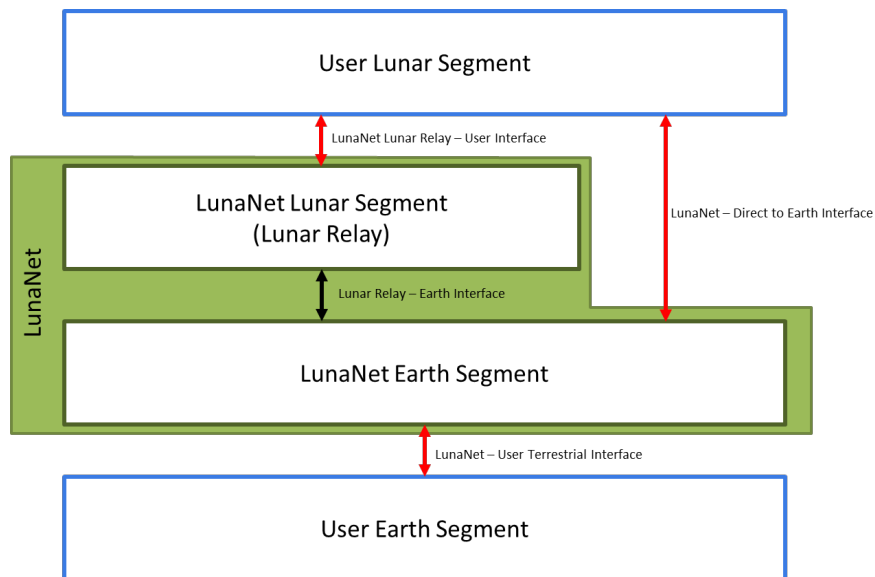 User Lunar Segment
LunaNet Lunar Relay – User Interface
LunaNet Lunar Segment
(Lunar Relay)
LunaNet – Direct to Earth Interface
LunaNet
Lunar Relay – Earth Interface
LunaNet Earth Segment
LunaNet – User Terrestrial Interface
User Earth Segment